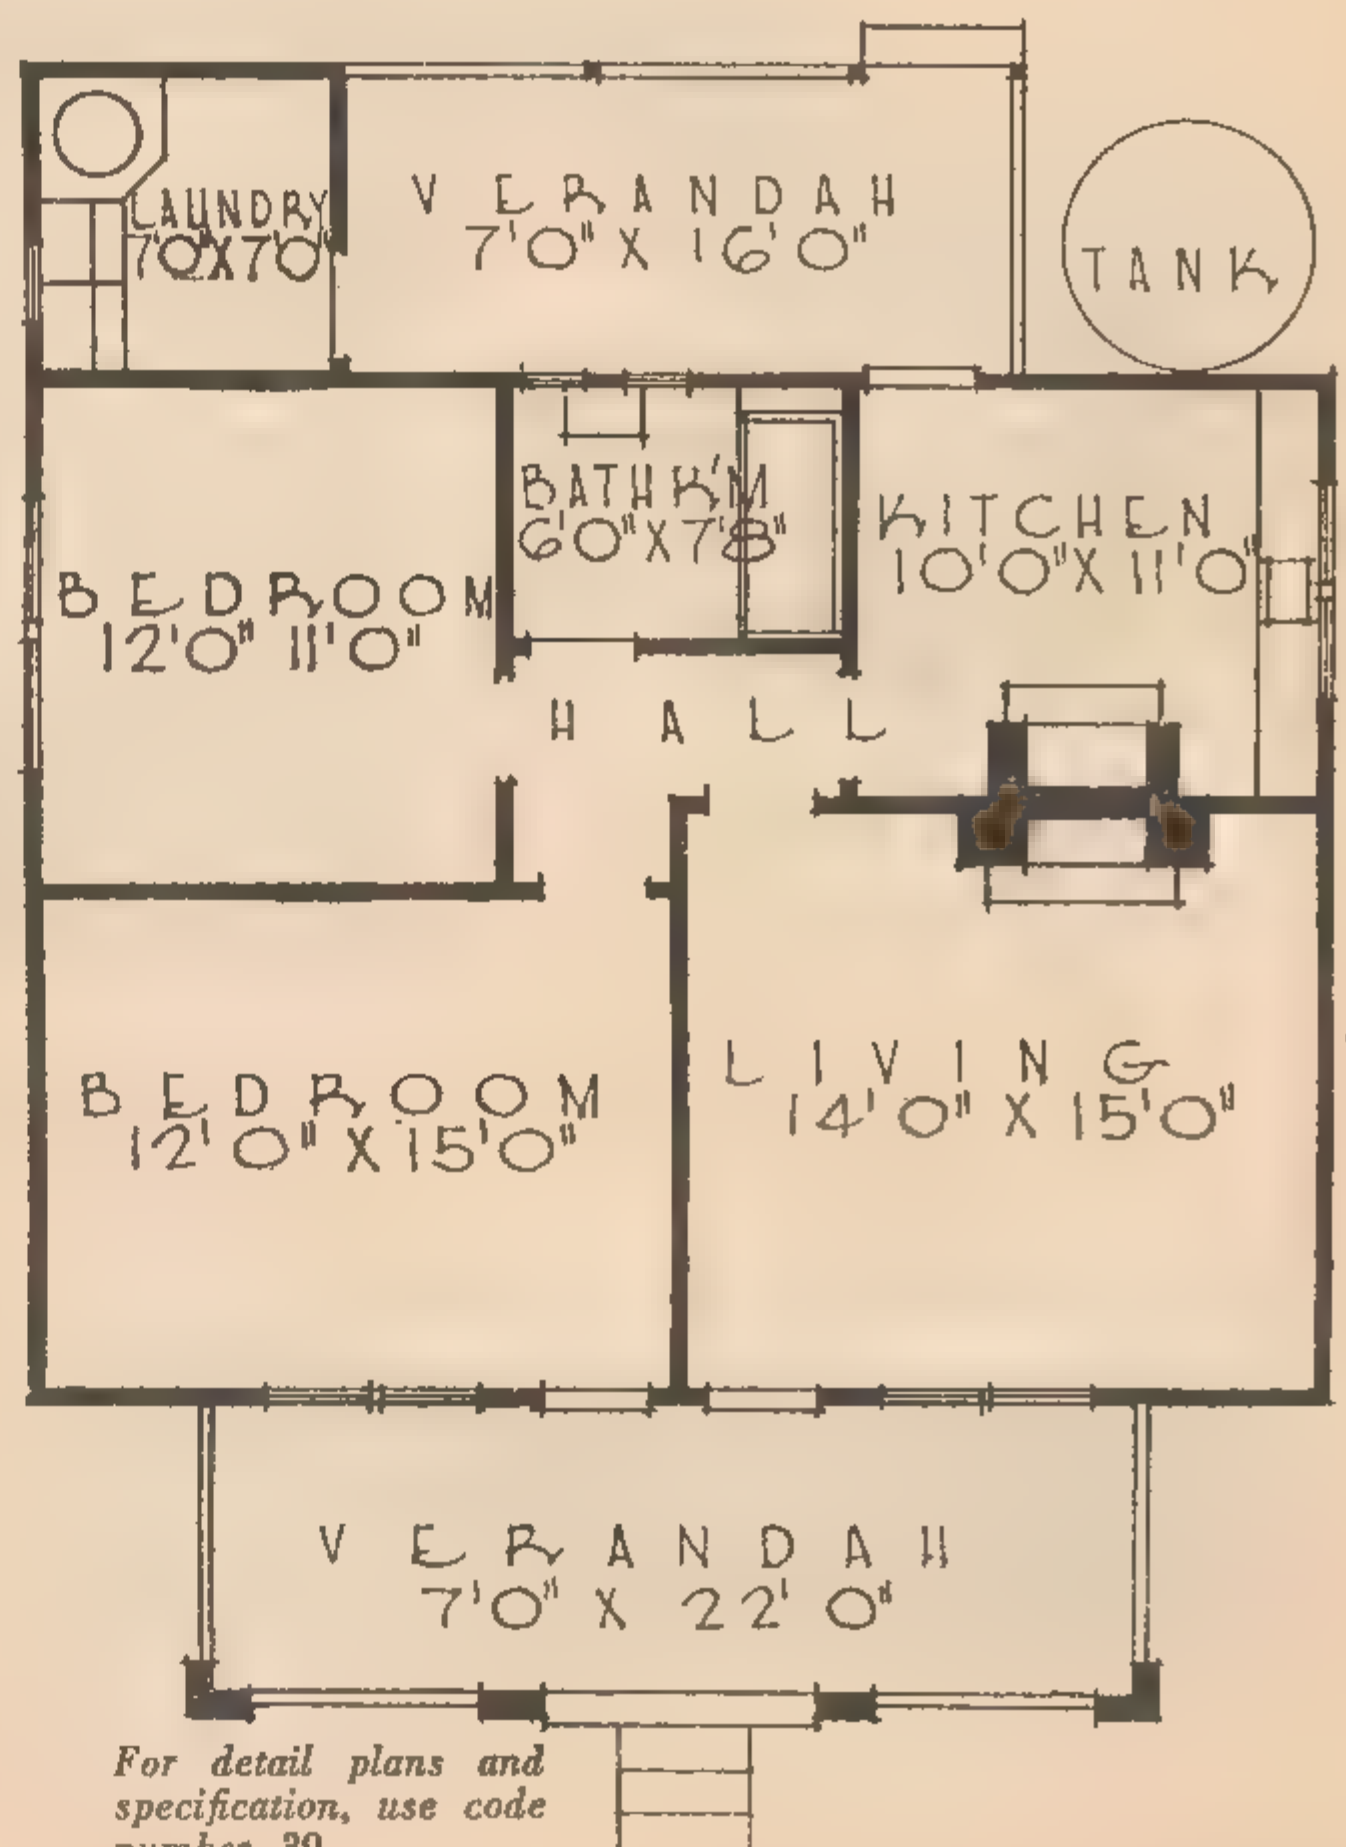 LAUNDRY
7'0"X7'0"
VERANDAH
7'0" X 16'0"
TANK
BATHR'M
6'0"X7'8"
KITCHEN
10'0"X 11'0"
BEDROOM
12'0" 11'0"
HALL
BEDROOM
12'0" X 15'0"
LIVING
14'0" X 15'0"
VERANDAH
7'0" X 22'0"
For detail plans and
specification, use code
number 39